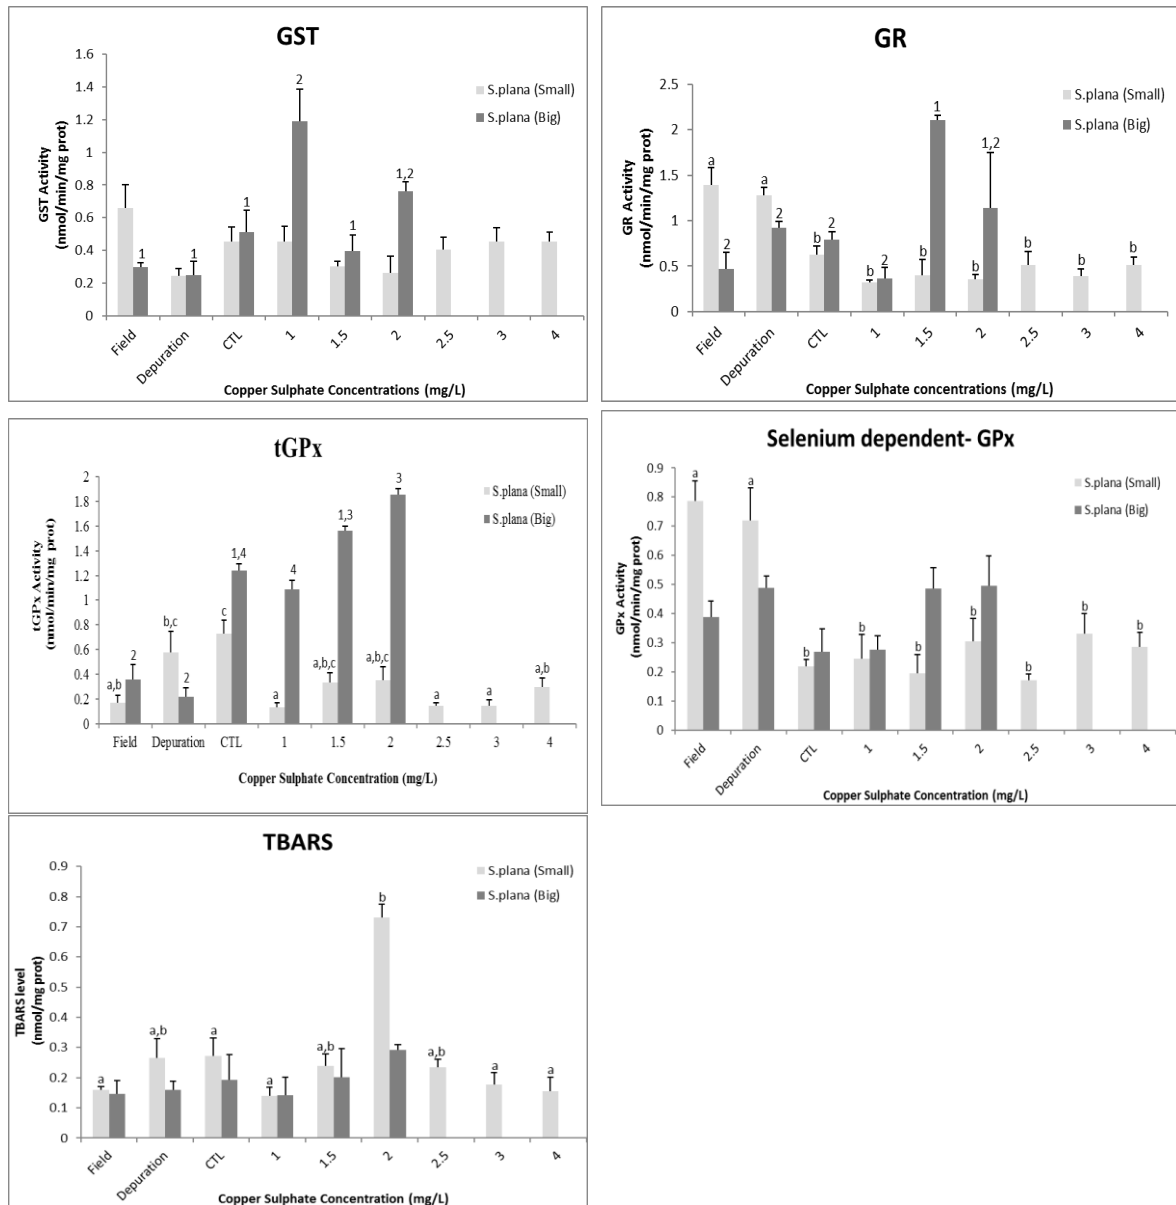 GST
1.6
1.4
1.2
1
0.8
0.6
0.4
0.2
0
GST Activity
(nmol/min/mg prot)
S.plana (Small)
S.plana (Big)
1
1
1
2
1
1,2
Field
Depuration
CTL
1
1.5
2
2.5
3
4
Copper Sulphate Concentrations (mg/L)
GR
2.5
2
1.5
1
0.5
0
GR Activity
(nmol/min/mg prot)
S.plana (Small)
S.plana (Big)
a
2
a
2
b
2
b
2
b
1
b
1,2
b
b
b
Field
Depuration
CTL
1
1.5
2
2.5
3
4
Copper Sulphate concentrations (mg/L)
tGPx
2
1.8
1.6
1.4
1.2
1
0.8
0.6
0.4
0.2
0
tGPx Activity
(nmol/min/mg prot)
S.plana (Small)
S.plana (Big)
a,b
2
b,c
2
c
1,4
a
4
a,b,c
1,3
a,b,c
3
a
a
a,b
Field
Depuration
CTL
1
1.5
2
2.5
3
4
Copper Sulphate Concentration (mg/L)
Selenium dependent- GPx
0.9
0.8
0.7
0.6
0.5
0.4
0.3
0.2
0.1
0
GPx Activity
(nmol/min/mg prot)
S.plana (Small)
S.plana (Big)
a
a
b
b
b
b
b
b
b
Field
Depuration
CTL
1
1.5
2
2.5
3
4
Copper Sulphate Concentration (mg/L)
TBARS
0.9
0.8
0.7
0.6
0.5
0.4
0.3
0.2
0.1
0
TBARS level
(nmol/mg prot)
S.plana (Small)
S.plana (Big)
a
a,b
a
a
a,b
b
a,b
a
a
Field
Depuration
CTL
1
1.5
2
2.5
3
4
Copper Sulphate Concentration (mg/L)